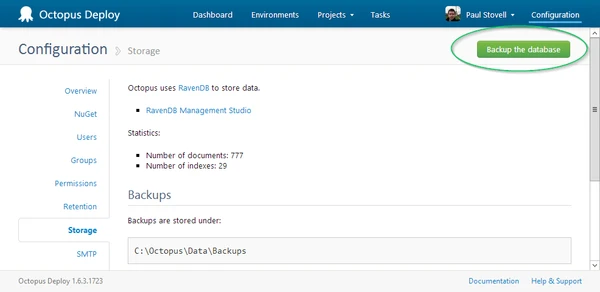 Octopus Deploy Dashboard Environments Projects Tasks Paul Stovell Configuration
Configuration Storage Backup the database
Overview
NuGet
Users
Groups
Permissions
Retention
Storage
SMTP
Octopus uses RavenDB to store data.
RavenDB Management Studio
Statistics:
Number of documents: 777
Number of indexes: 29
Backups
Backups are stored under:
C:\Octopus\Data\Backups
Octopus Deploy 1.6.3.1723 Documentation Help & Support